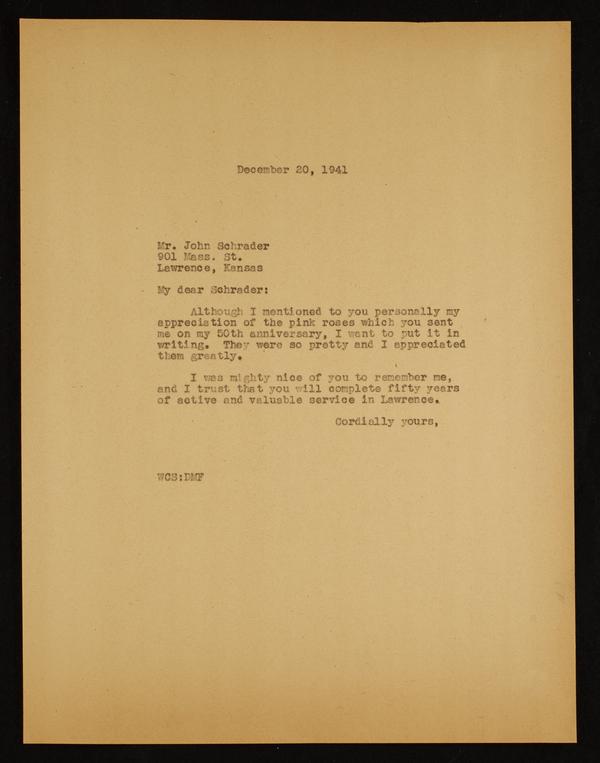 December 20, 1941
Mr. John Schrader
901 Mass. St.
Lawrence, Kansas
My dear Schrader:
Although I mentioned to you personally my
appreciation of the pink roses which you sent
me on my 50th anniversary, I want to put it in
writing. They were so pretty and I appreciated
them greatly.
I was mighty nice of you to remember me,
and I trust that you will complete fifty years
of active and valuable service in Lawrence.
Cordially yours,
WCS:DMF